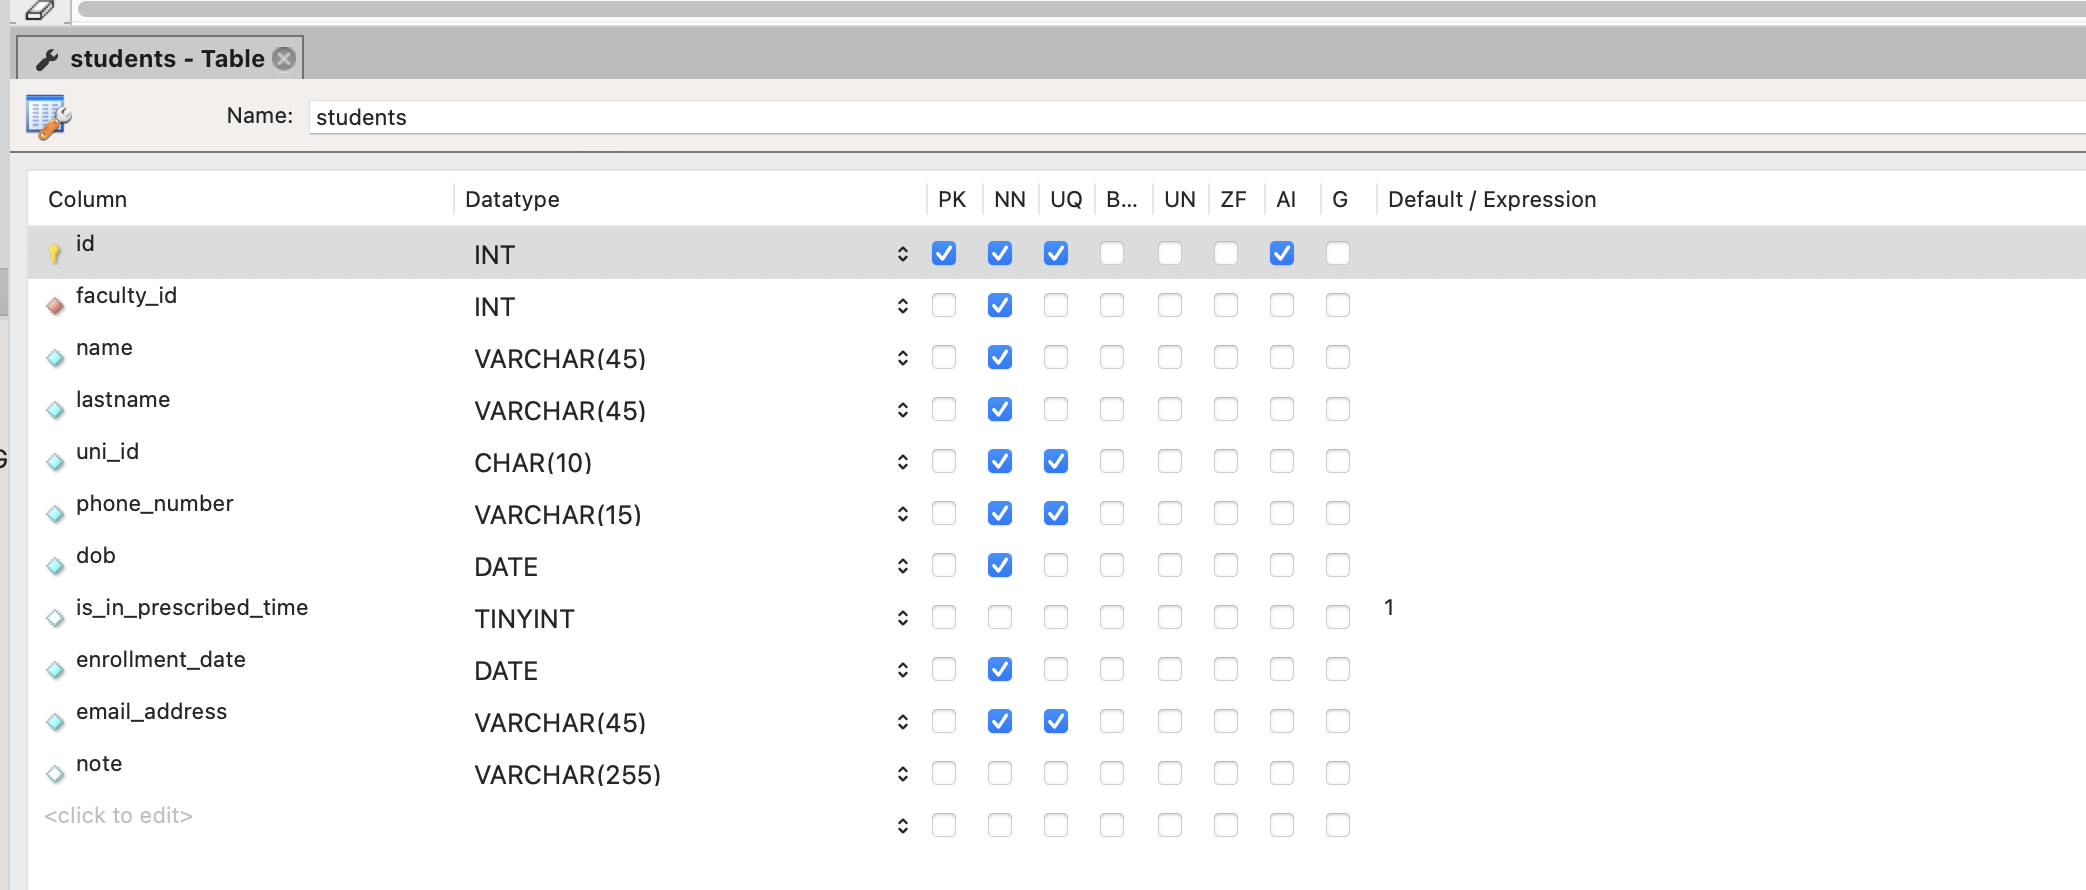 students - Table
Name: students
Column Datatype PK NN UQ B... UN ZF AI G Default / Expression
id INT
faculty_id INT
name VARCHAR(45)
lastname VARCHAR(45)
uni_id CHAR(10)
phone_number VARCHAR(15)
dob DATE
is_in_prescribed_time TINYINT 1
enrollment_date DATE
email_address VARCHAR(45)
note VARCHAR(255)
<click to edit>